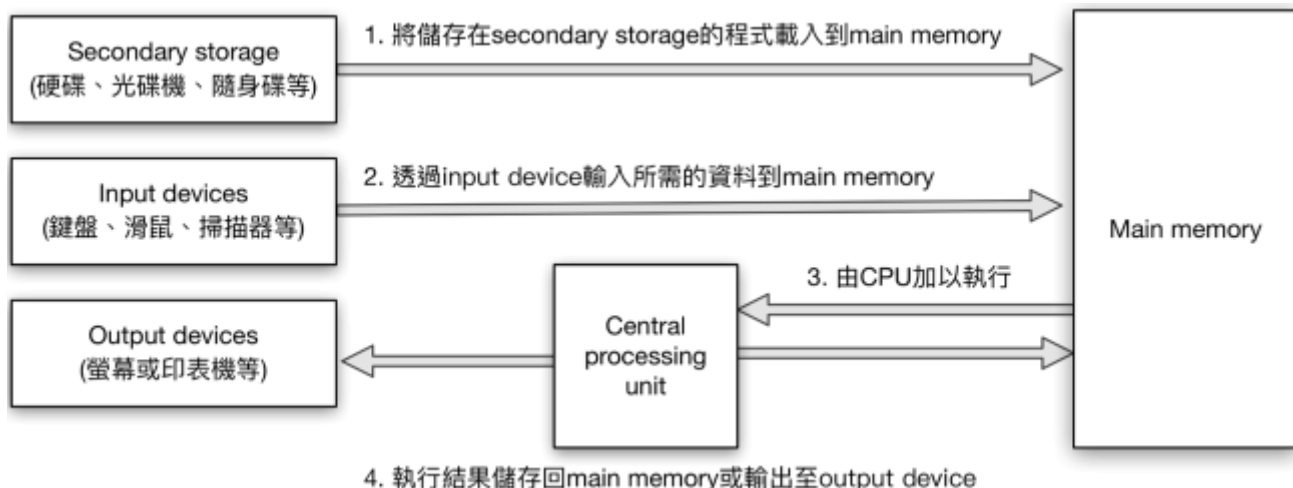 Secondary storage
(硬碟、光碟機、隨身碟等)
1. 將儲存在secondary storage的程式載入到main memory
Input devices
(鍵盤、滑鼠、掃描器等)
2. 透過input device輸入所需的資料到main memory
Main memory
3. 由CPU加以執行
Central
processing
unit
Output devices
(螢幕或印表機等)
4. 執行結果儲存回main memory或輸出至output device